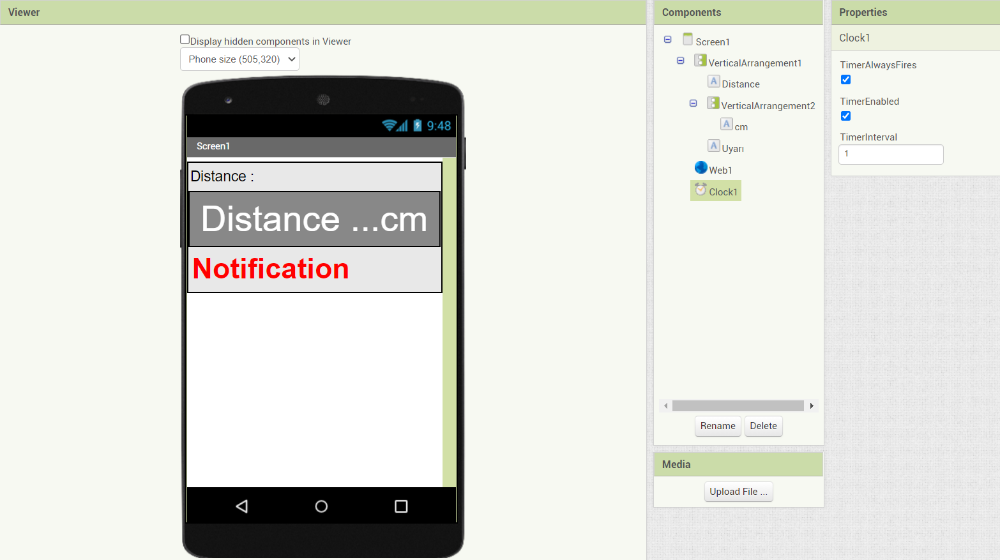 Viewer
Display hidden components in Viewer
Phone size (505,320)
9:48
Screen1
Distance :
Distance ...cm
Notification
Components
Screen1
VerticalArrangement1
A Distance
VerticalArrangement2
A cm
A Uyarı
Web1
Clock1
Rename Delete
Media
Upload File ...
Properties
Clock1
TimerAlwaysFires
TimerEnabled
TimerInterval
1